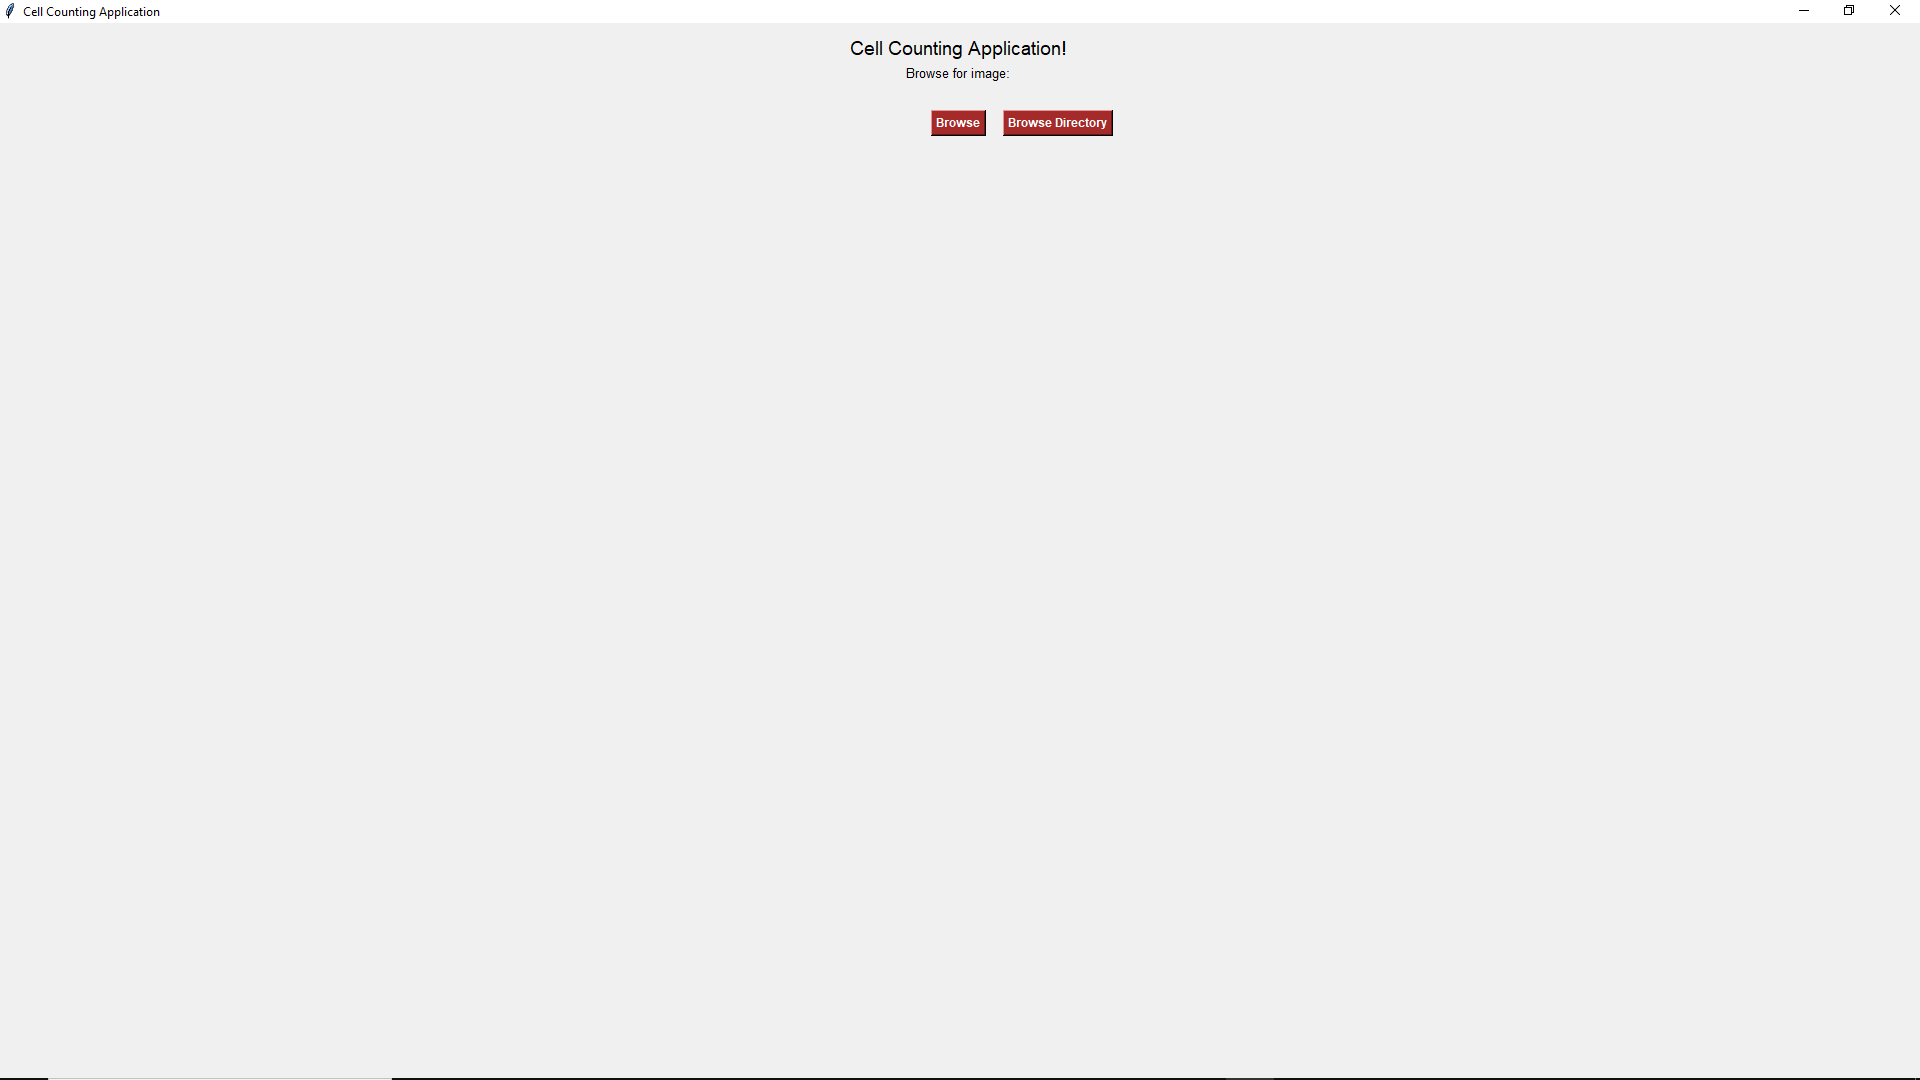 Cell Counting Application
Cell Counting Application!
Browse for image:
Browse
Browse Directory